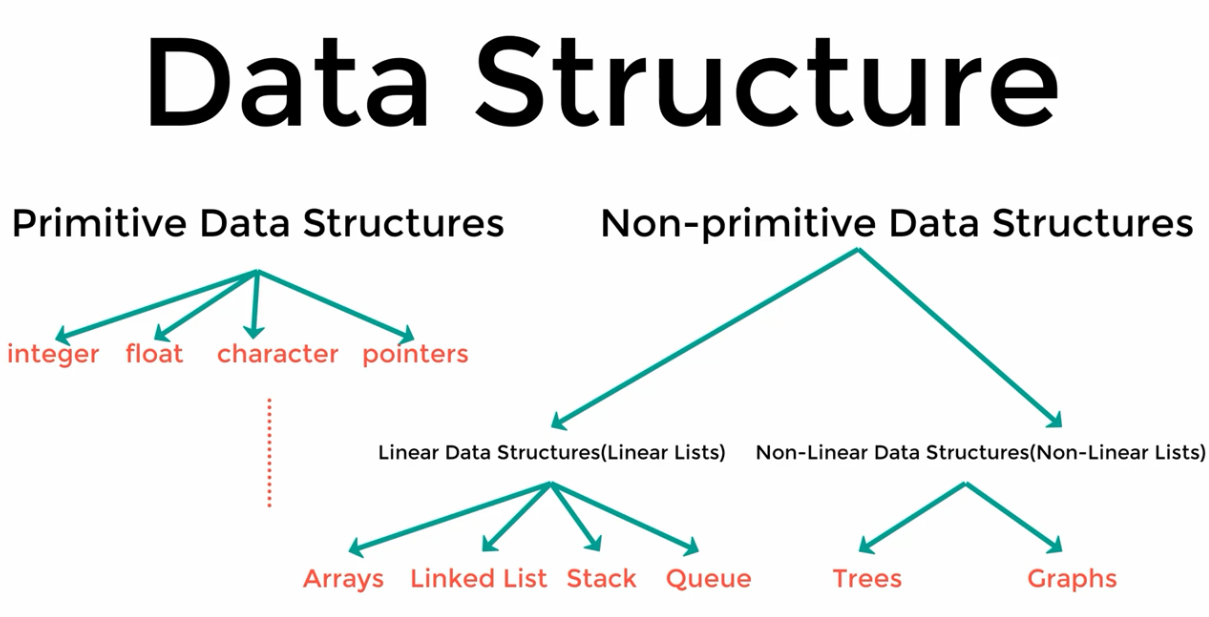 Data Structure
Primitive Data Structures
Non-primitive Data Structures
integer float character pointers
Linear Data Structures(Linear Lists)
Non-Linear Data Structures(Non-Linear Lists)
Arrays Linked List Stack Queue
Trees Graphs